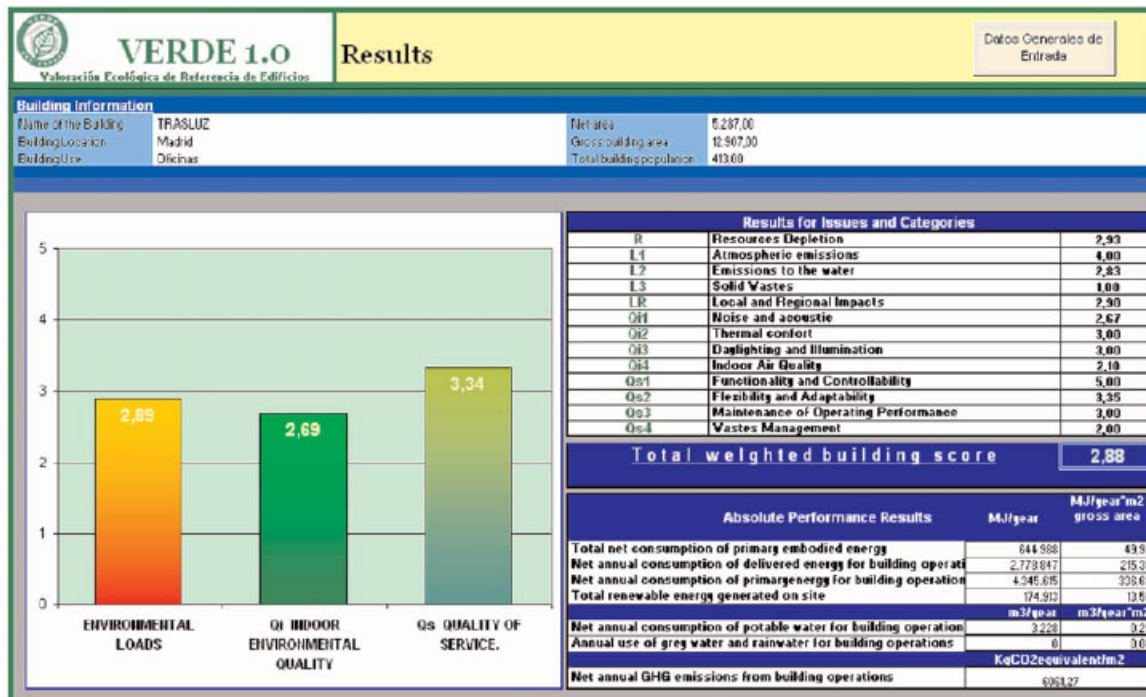 VERDE 1.0
Valoración Ecológica de Referencia de Edificios
Results
Datos Generales de
Entrada
Building Information
Name of the Building TRASLUZ
Building Location Madrid
Building Use Oficinas
Net area 5.287,00
Gross building area 12.907,00
Total building population 413,00
5
4
3
2
1
0
2,89
2,69
3,34
ENVIRONMENTAL
LOADS
Qi INDOOR
ENVIRONMENTAL
QUALITY
Qs QUALITY OF
SERVICE.
Results for Issues and Categories
R Resources Depletion 2,93
L1 Atmospheric emissions 4,00
L2 Emissions to the water 2,83
L3 Solid Wastes 1,00
LR Local and Regional Impacts 2,90
Qi1 Noise and acoustic 2,67
Qi2 Thermal confort 3,00
Qi3 Daglighting and Illumination 3,00
Qi4 Indoor Air Quality 2,10
Qs1 Functionality and Controllability 5,00
Qs2 Flexibility and Adaptability 3,35
Qs3 Maintenance of Operating Performance 3,00
Qs4 Wastes Management 2,00
Total weighted building score 2,88
Absolute Performance Results MJ/year MJ/year*m2
gross area
Total net consumption of primary embodied energy 644.988 49,9
Net annual consumption of delivered energy for building operati 2.779.847 215,3
Net annual consumption of primaryenergy for building operation 4.345.615 336,6
Total renewable energy generated on site 174.913 13,5
m3/year m3/year*m2
Net annual consumption of potable water for building operation 3.228 0,2
Annual use of grey water and rainwater for building operations 0 0,0
KgCO2equivalent/m2
Net annual GHG emissions from building operations